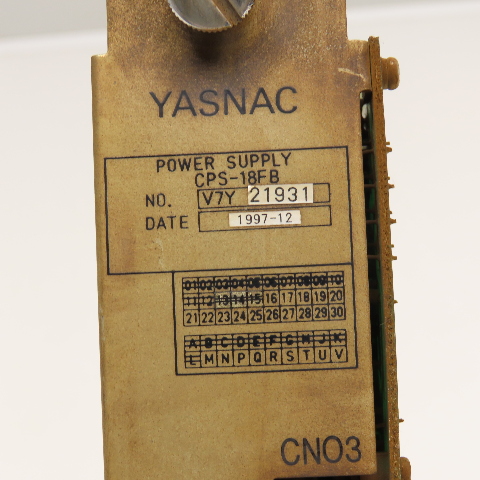 YASNAC
POWER SUPPLY
CPS-18FB
NO. V7Y 21931
DATE 1997-12
01 02 03 04 05 06 07 08 09 10
11 12 13 14 15 16 17 18 19 20
21 22 23 24 25 26 27 28 29 30
A B C D E F G H J K
L M N P Q R S T U V
CN03